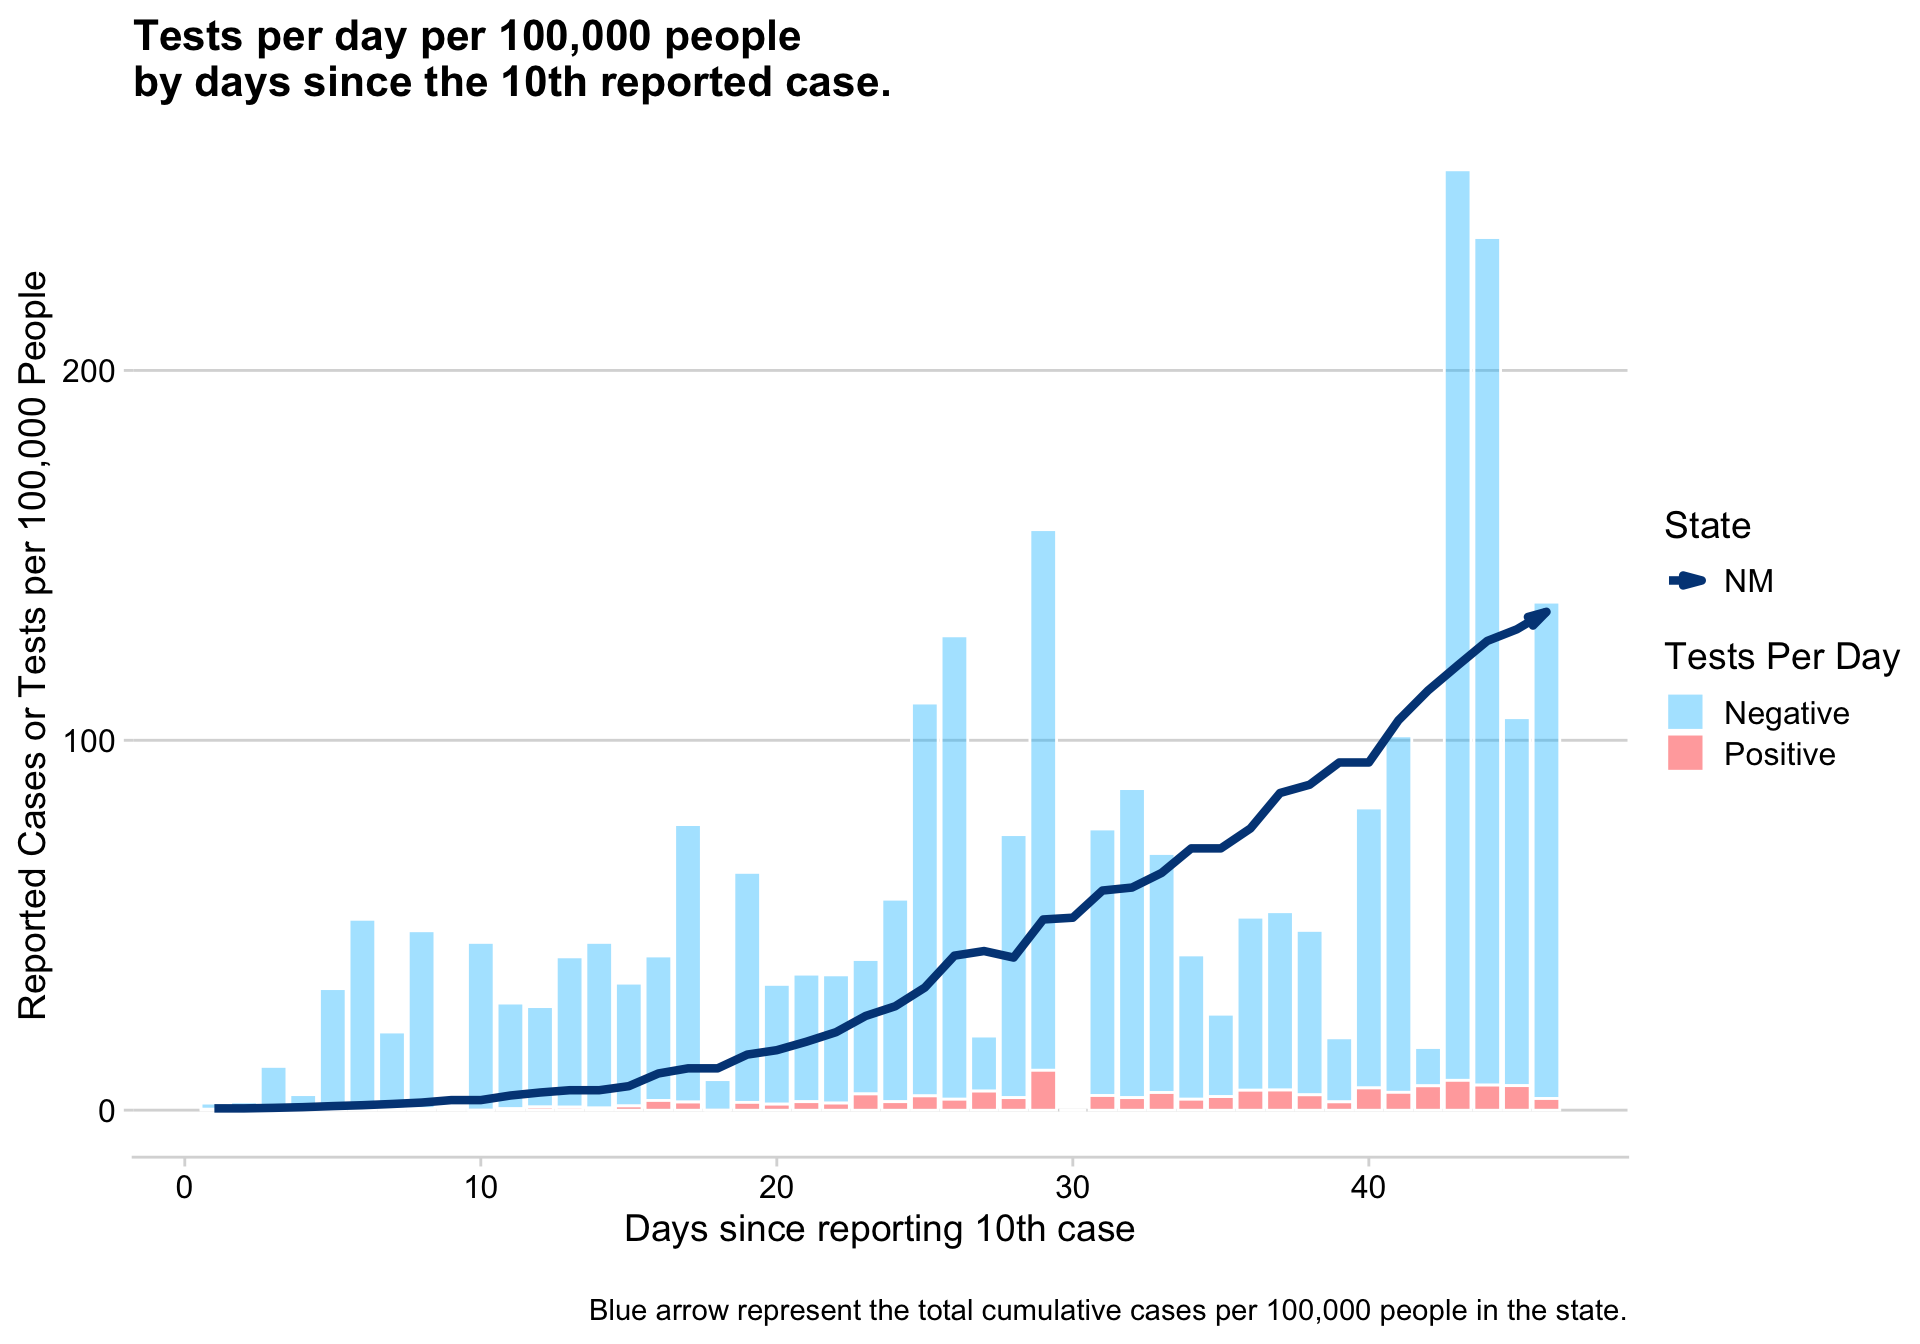 Tests per day per 100,000 people
by days since the 10th reported case.
Reported Cases or Tests per 100,000 People
200
100
0
0 10 20 30 40
Days since reporting 10th case
State
NM
Tests Per Day
Negative
Positive
Blue arrow represent the total cumulative cases per 100,000 people in the state.